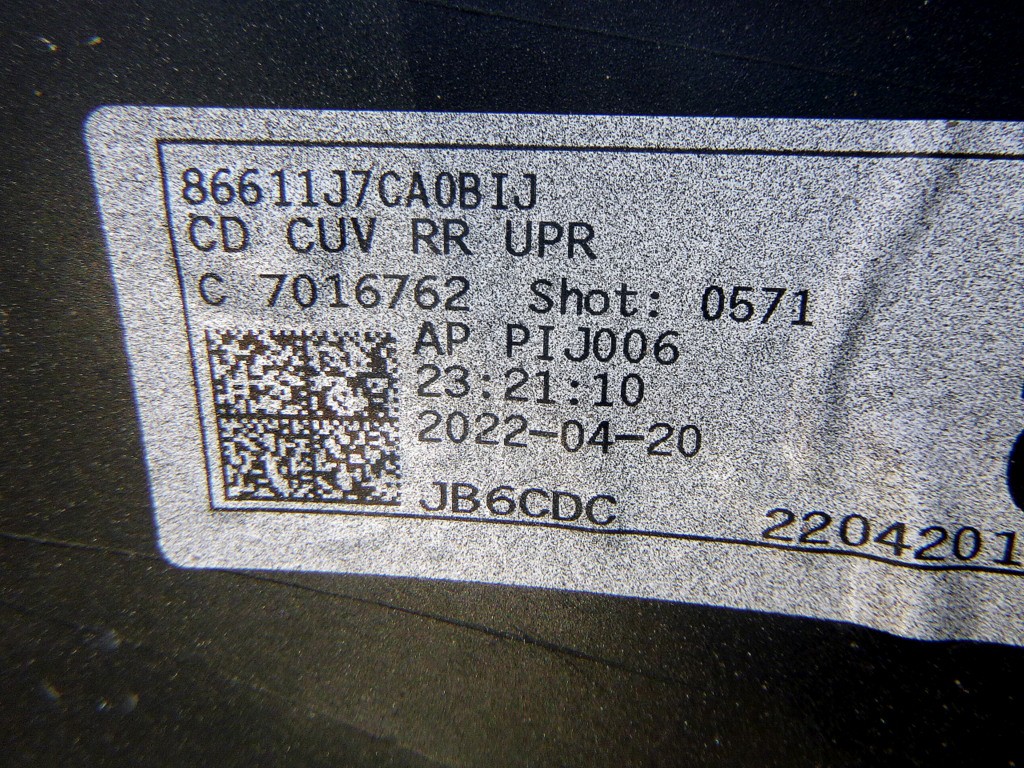 86611J7CA0BIJ
CD CUV RR UPR
C 7016762 Shot: 0571
AP PIJ006
23:21:10
2022-04-20
JB6CDC
2204201